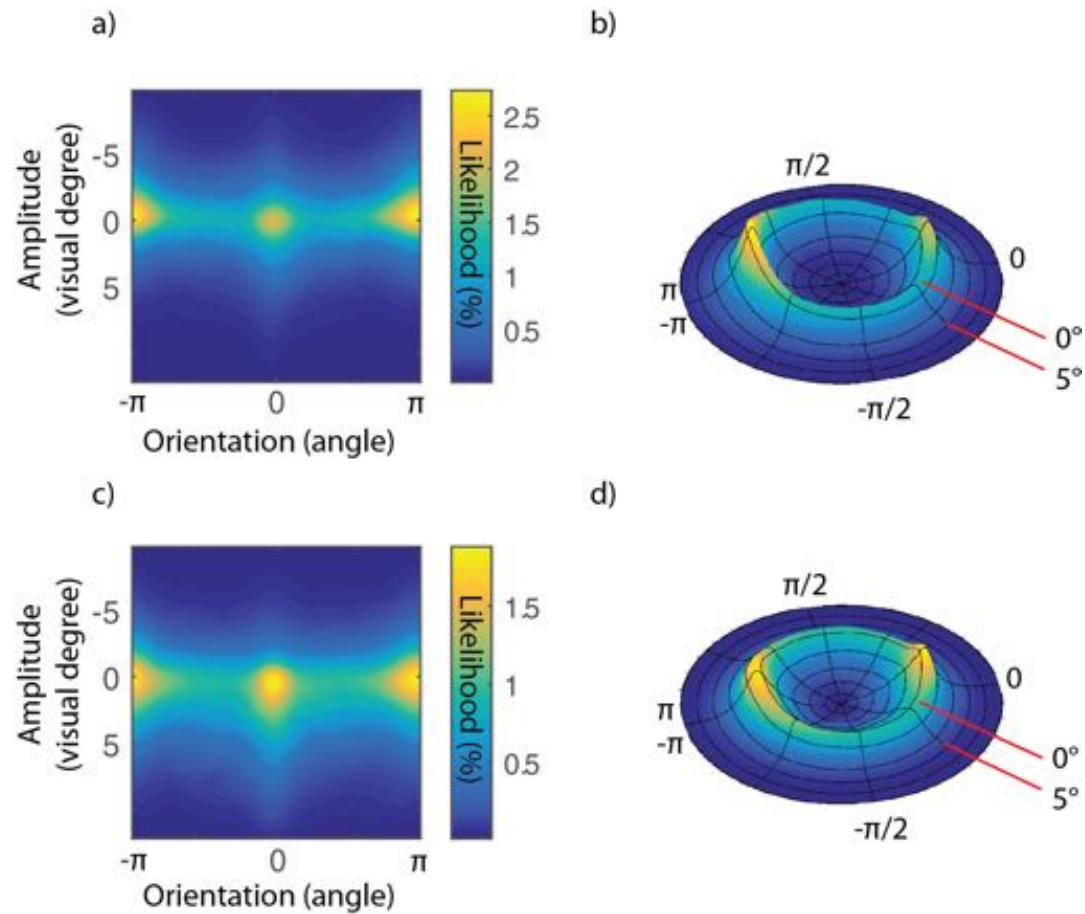 a)
b)
Amplitude
(visual degree)
-5
0
5
-π
0
π
Orientation (angle)
Likelihood (%)
2.5
2
1.5
1
0.5
π/2
0
π
-π
0°
5°
-π/2
c)
d)
Amplitude
(visual degree)
-5
0
5
-π
0
π
Orientation (angle)
Likelihood (%)
1.5
1
0.5
π/2
0
π
-π
0°
5°
-π/2